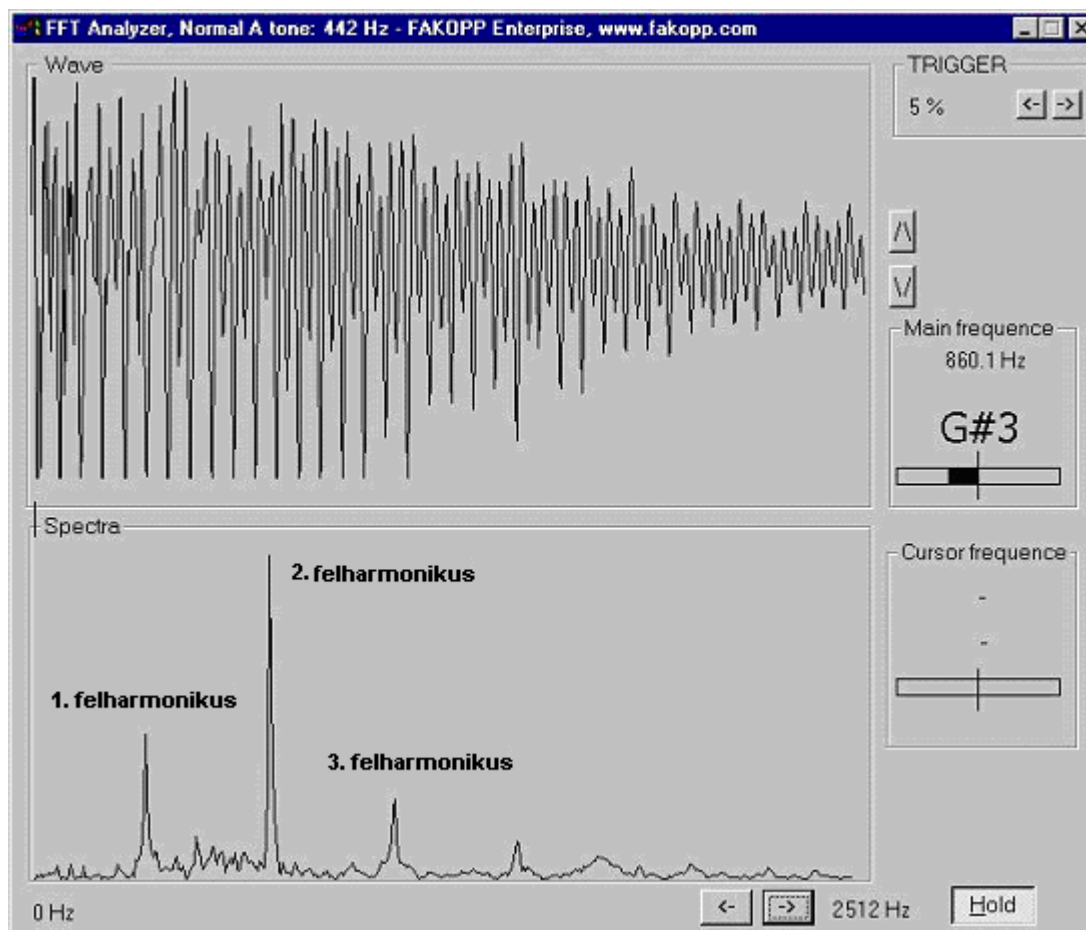 FFT Analyzer, Normal A tone: 442 Hz - FAKOPP Enterprise, www.fakopp.com
Wave
TRIGGER
5 %
<- ->
/\
\/
Main frequence
860.1 Hz
G#3
Spectra
2. felharmonikus
1. felharmonikus
3. felharmonikus
Cursor frequence
-
-
0 Hz
<- -> 2512 Hz
Hold